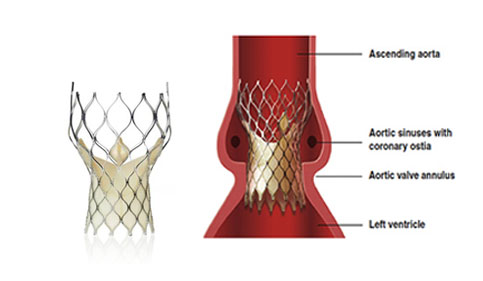 Ascending aorta
Aortic sinuses with
coronary ostia
Aortic valve annulus
Left ventricle